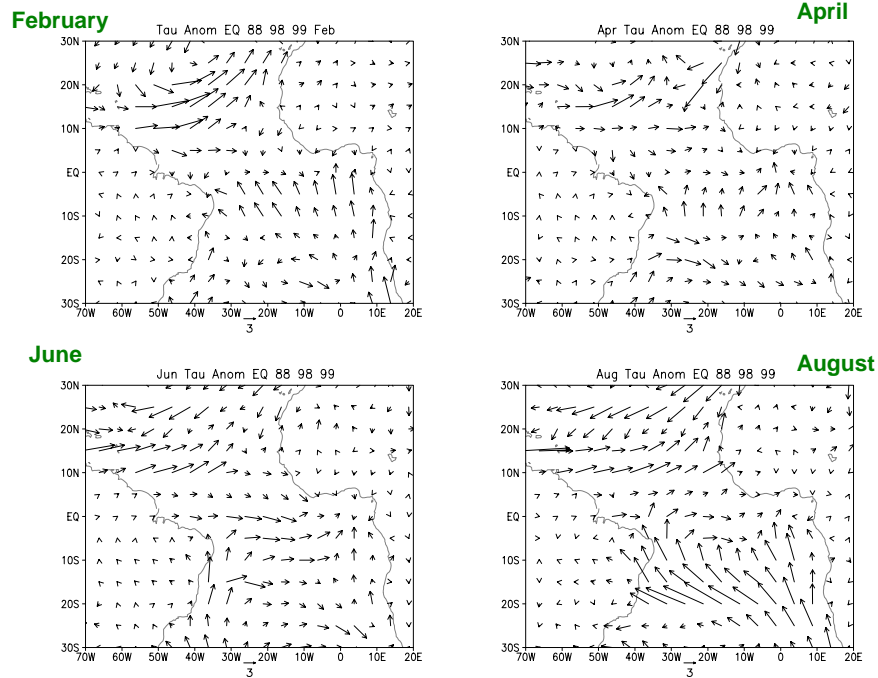 February
April
Tau Anom EQ 88 98 99 Feb
Apr Tau Anom EQ 88 98 99
30N
20N
10N
EQ
10S
20S
30S
70W 60W 50W 40W 30W 20W 10W 0 10E 20E
3
30N
20N
10N
EQ
10S
20S
30S
70W 60W 50W 40W 30W 20W 10W 0 10E 20E
3
June
August
Jun Tau Anom EQ 88 98 99
Aug Tau Anom EQ 88 98 99
30N
20N
10N
EQ
10S
20S
30S
70W 60W 50W 40W 30W 20W 10W 0 10E 20E
3
30N
20N
10N
EQ
10S
20S
30S
70W 60W 50W 40W 30W 20W 10W 0 10E 20E
3